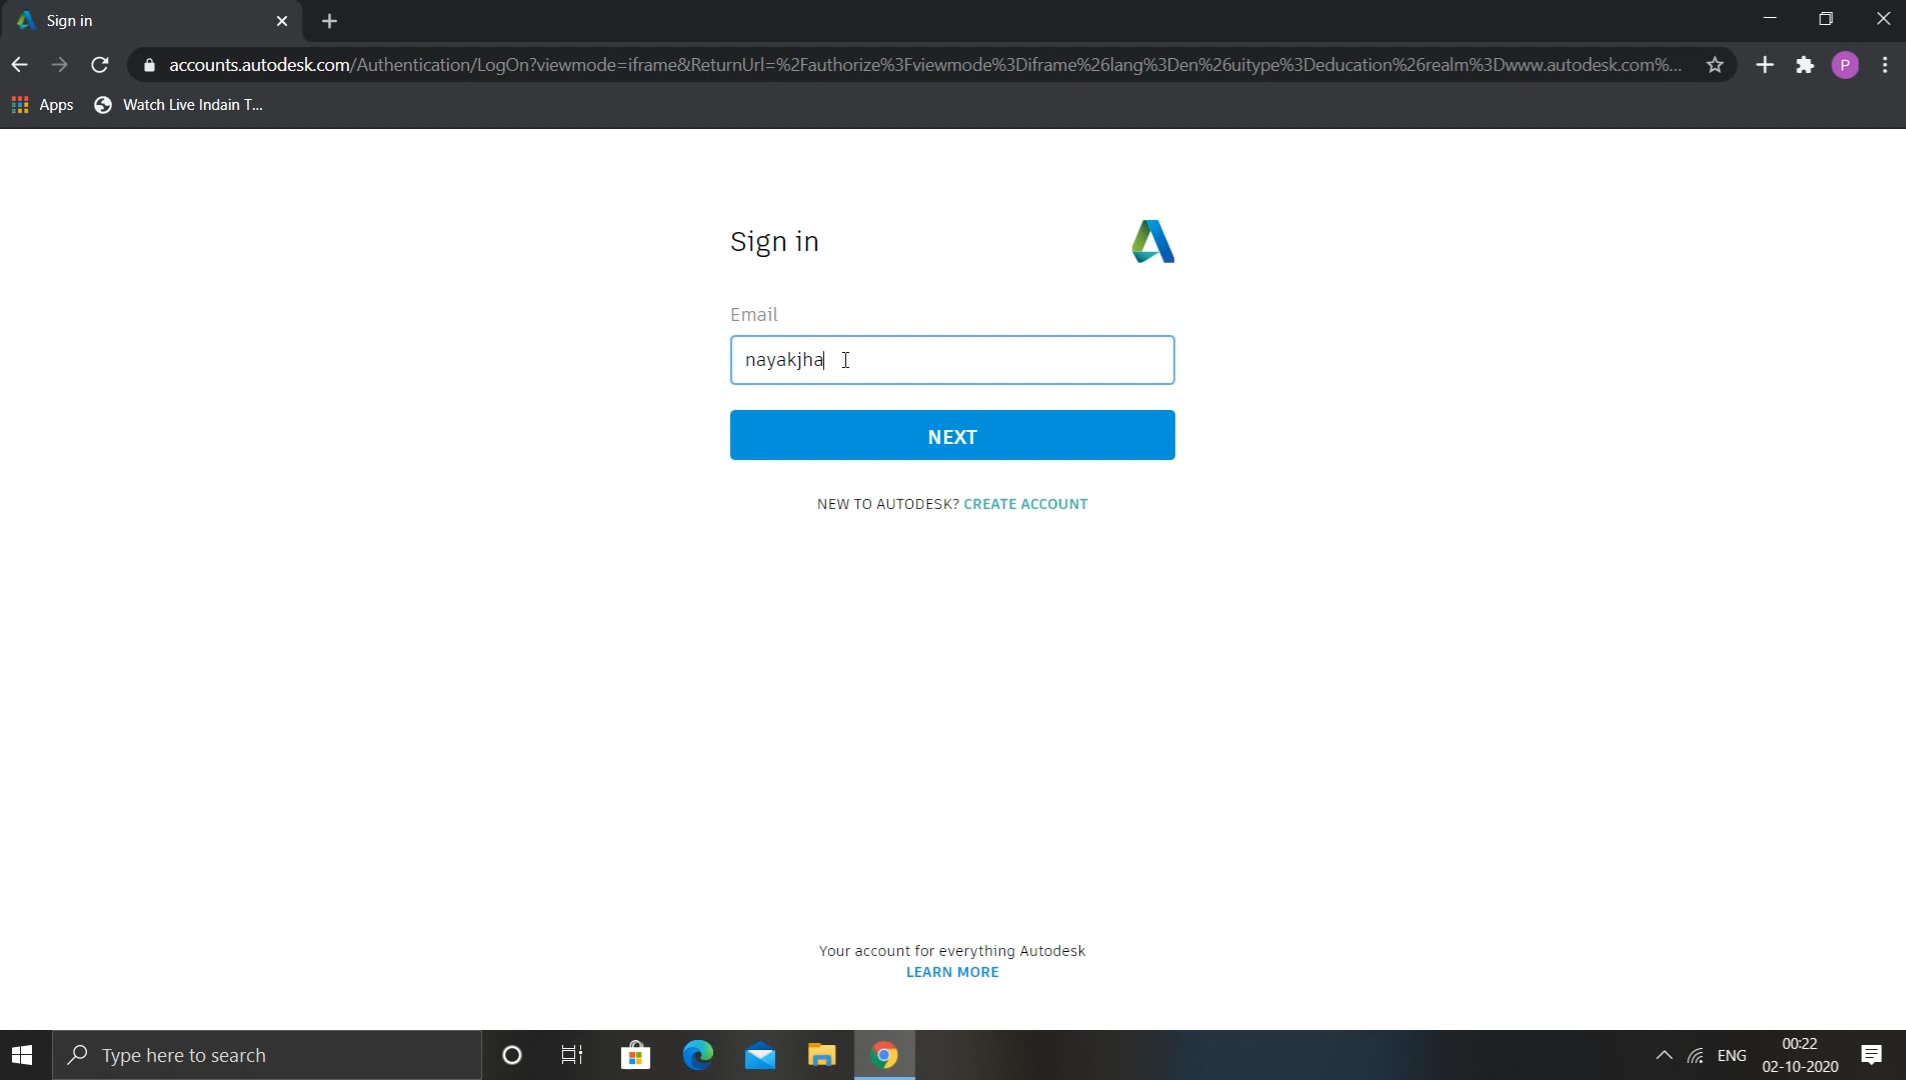 Sign in
accounts.autodesk.com/Authentication/LogOn?viewmode=iframe&ReturnUrl=%2Fauthorize%3Fviewmode%3Diframe%26lang%3Den%26uitype%3Deducation%26realm%3Dwww.autodesk.com%...
P
Apps
Watch Live Indain T...
Sign in
Email
nayakjha
NEXT
NEW TO AUTODESK? CREATE ACCOUNT
Your account for everything Autodesk
LEARN MORE
Type here to search
ENG
00:22
02-10-2020